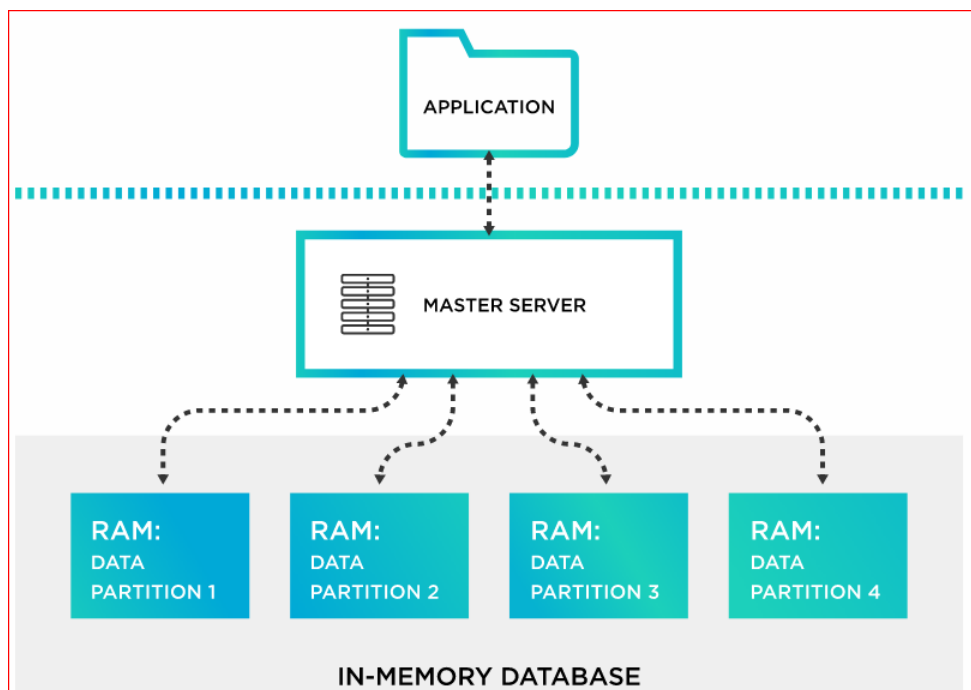 APPLICATION
MASTER SERVER
RAM:
DATA
PARTITION 1
RAM:
DATA
PARTITION 2
RAM:
DATA
PARTITION 3
RAM:
DATA
PARTITION 4
IN-MEMORY DATABASE